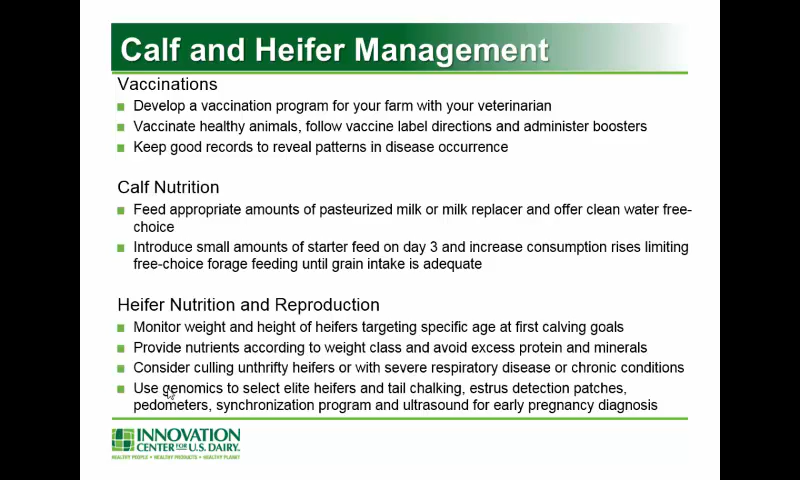 Calf and Heifer Management
Vaccinations
Develop a vaccination program for your farm with your veterinarian
Vaccinate healthy animals, follow vaccine label directions and administer boosters
Keep good records to reveal patterns in disease occurrence
Calf Nutrition
Feed appropriate amounts of pasteurized milk or milk replacer and offer clean water free-
choice
Introduce small amounts of starter feed on day 3 and increase consumption rises limiting
free-choice forage feeding until grain intake is adequate
Heifer Nutrition and Reproduction
Monitor weight and height of heifers targeting specific age at first calving goals
Provide nutrients according to weight class and avoid excess protein and minerals
Consider culling unthrifty heifers or with severe respiratory disease or chronic conditions
Use genomics to select elite heifers and tail chalking, estrus detection patches,
pedometers, synchronization program and ultrasound for early pregnancy diagnosis
INNOVATION
CENTER FOR U.S. DAIRY.
HEALTHY PEOPLE • HEALTHY PRODUCTS • HEALTHY PLANET